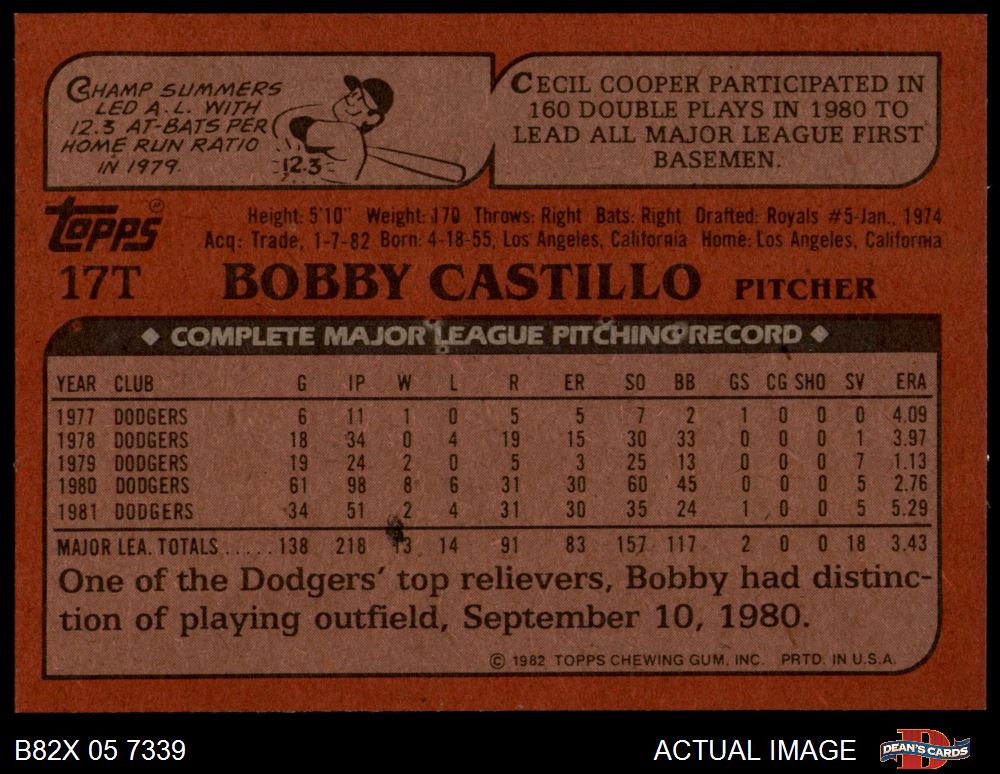 CHAMP SUMMERS
LED A.L. WITH
12.3 AT-BATS PER
HOME RUN RATIO
IN 1979.
12.3
CECIL COOPER PARTICIPATED IN
160 DOUBLE PLAYS IN 1980 TO
LEAD ALL MAJOR LEAGUE FIRST
BASEMEN.
TOPPS ®
Height: 5'10" Weight: 170 Throws: Right Bats: Right Drafted: Royals #5-Jan., 1974
Acq: Trade, 1-7-82 Born: 4-18-55, Los Angeles, California Home: Los Angeles, California
17T BOBBY CASTILLO PITCHER
◆ COMPLETE MAJOR LEAGUE PITCHING RECORD ◆
YEAR CLUB G IP W L R ER SO BB GS CG SHO SV ERA
1977 DODGERS 6 11 1 0 5 5 7 2 1 0 0 0 4.09
1978 DODGERS 18 34 0 4 19 15 30 33 0 0 0 1 3.97
1979 DODGERS 19 24 2 0 5 3 25 13 0 0 0 7 1.13
1980 DODGERS 61 98 8 6 31 30 60 45 0 0 0 5 2.76
1981 DODGERS 34 51 2 4 31 30 35 24 1 0 0 5 5.29
MAJOR LEA. TOTALS..... 138 218 13 14 91 83 157 117 2 0 0 18 3.43
One of the Dodgers' top relievers, Bobby had distinc-
tion of playing outfield, September 10, 1980.
© 1982 TOPPS CHEWING GUM, INC. PRTD. IN U.S.A.
B82X 05 7339
ACTUAL IMAGE
DEAN'S CARDS